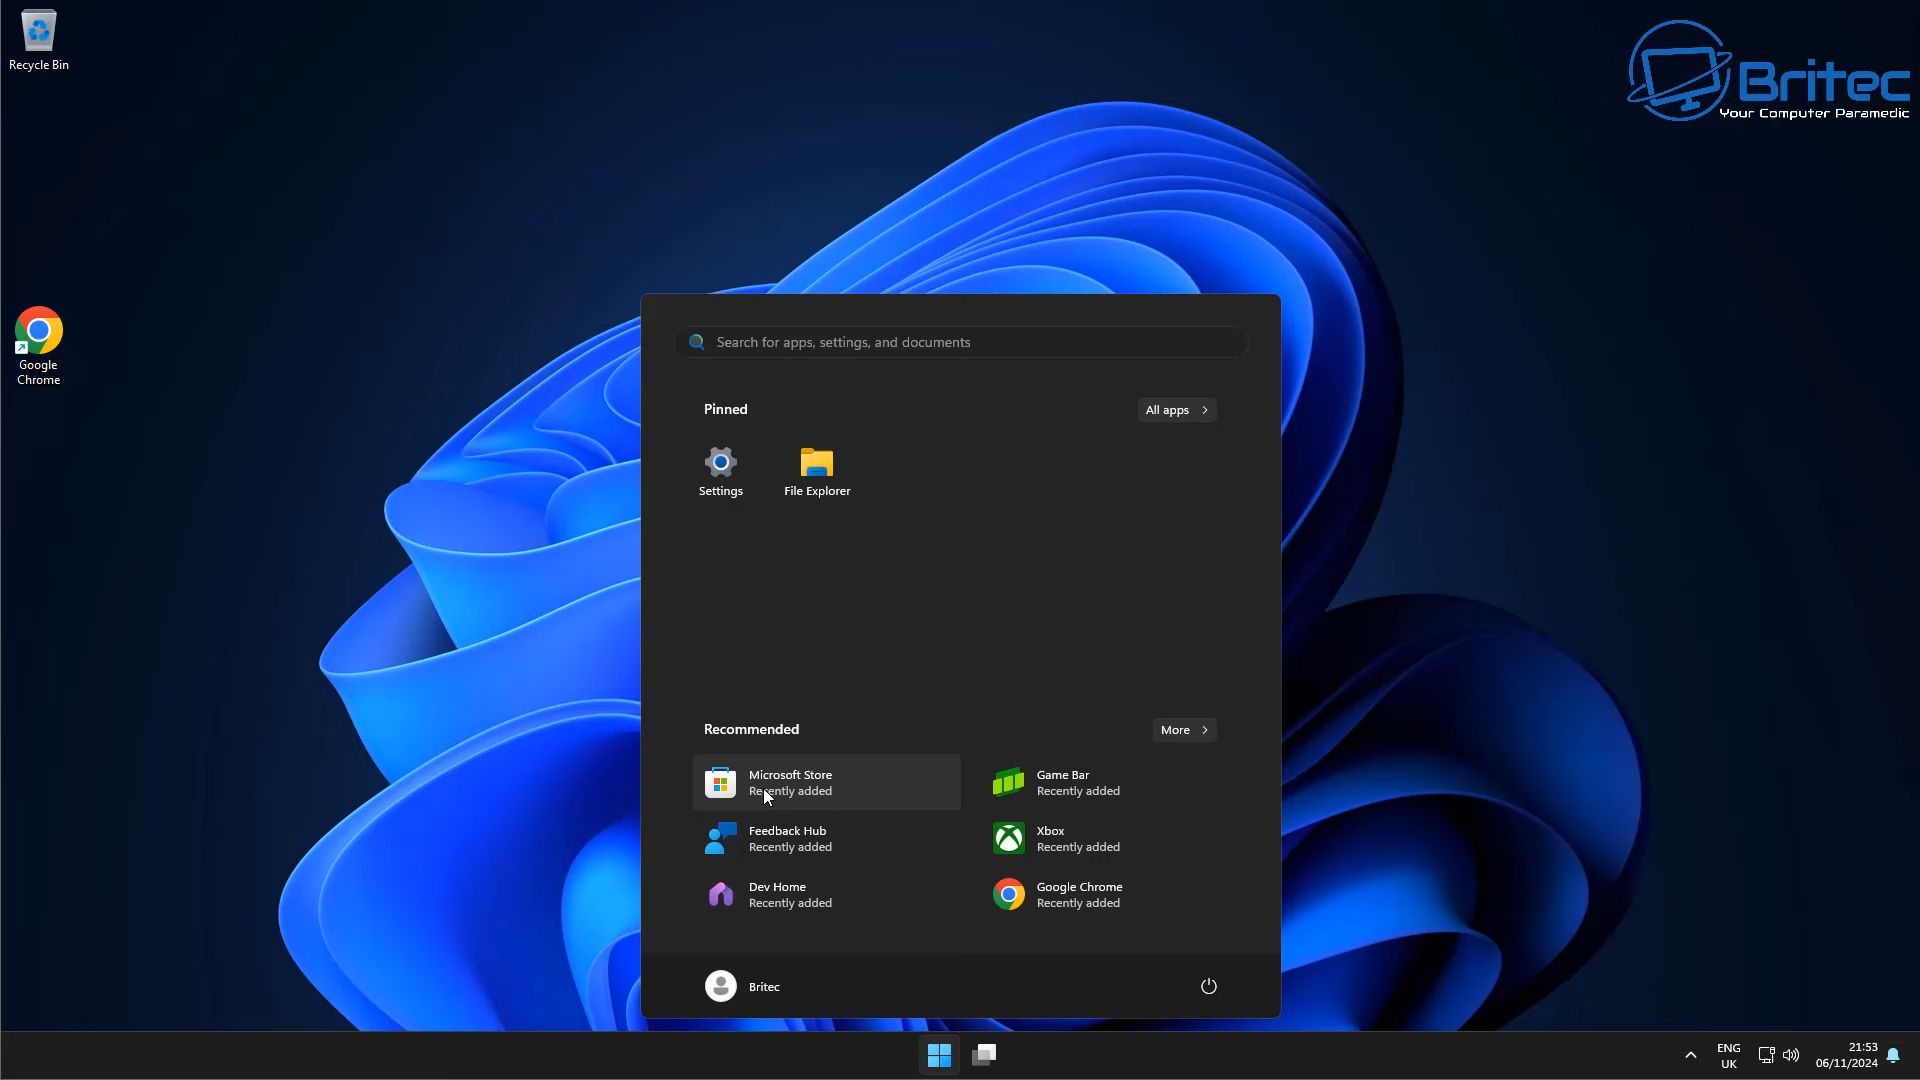 Recycle Bin
Britec
Your Computer Paramedic
Google
Chrome
Search for apps, settings, and documents
Pinned
All apps
Settings
File Explorer
Recommended
More
Microsoft Store
Recently added
Game Bar
Recently added
Feedback Hub
Recently added
Xbox
Recently added
Dev Home
Recently added
Google Chrome
Recently added
Britec
ENG
UK
21:53
06/11/2024